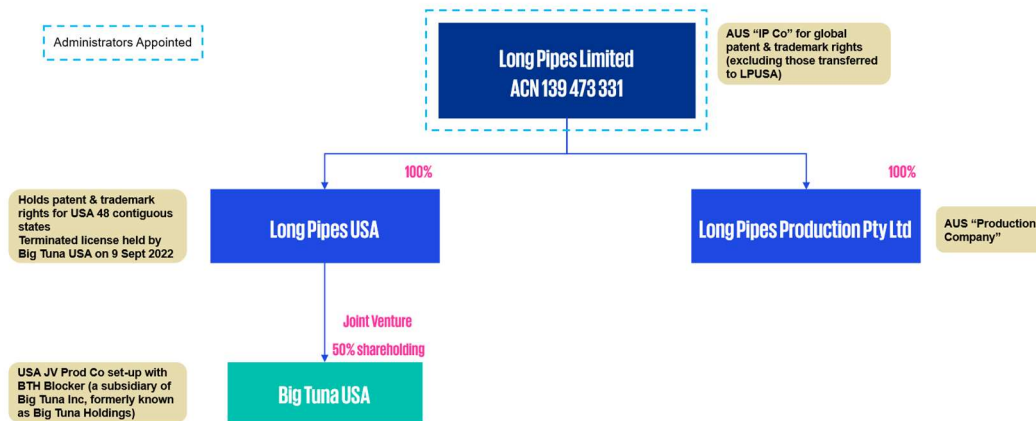 Administrators Appointed
Long Pipes Limited
ACN 139 473 331
AUS “IP Co” for global
patent & trademark rights
(excluding those transferred
to LPUSA)
100%
100%
Holds patent & trademark
rights for USA 48 contiguous
states
Terminated license held by
Big Tuna USA on 9 Sept 2022
Long Pipes USA
Long Pipes Production Pty Ltd
AUS “Production
Company”
Joint Venture
50% shareholding
USA JV Prod Co set-up with
BTH Blocker (a subsidiary of
Big Tuna Inc, formerly known
as Big Tuna Holdings)
Big Tuna USA